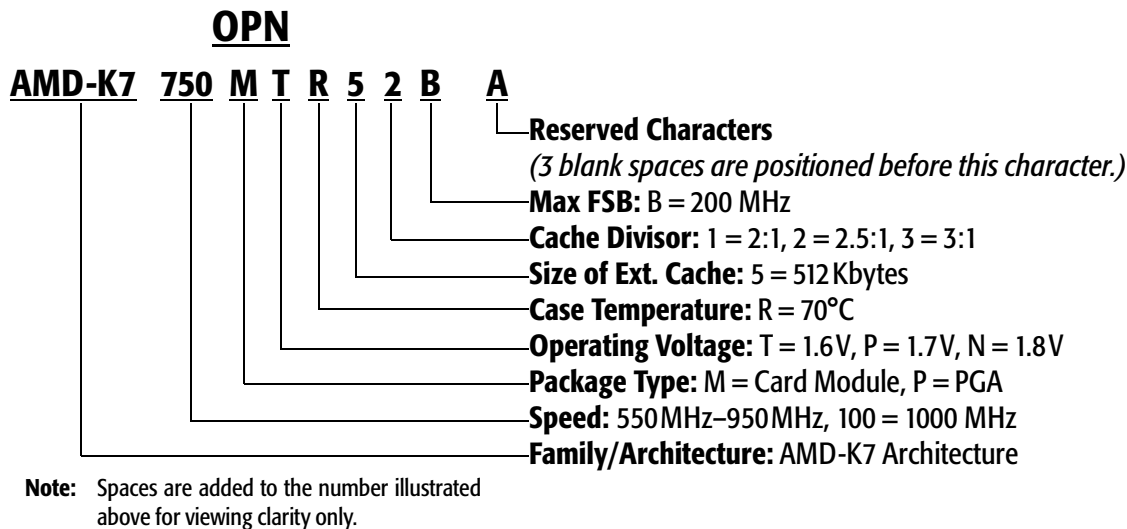 OPN
AMD-K7 750 M T R 5 2 B A
Reserved Characters
(3 blank spaces are positioned before this character.)
Max FSB: B = 200 MHz
Cache Divisor: 1 = 2:1, 2 = 2.5:1, 3 = 3:1
Size of Ext. Cache: 5 = 512Kbytes
Case Temperature: R = 70°C
Operating Voltage: T = 1.6V, P = 1.7V, N = 1.8V
Package Type: M = Card Module, P = PGA
Speed: 550MHz–950MHz, 100 = 1000 MHz
Family/Architecture: AMD-K7 Architecture
Note: Spaces are added to the number illustrated
above for viewing clarity only.